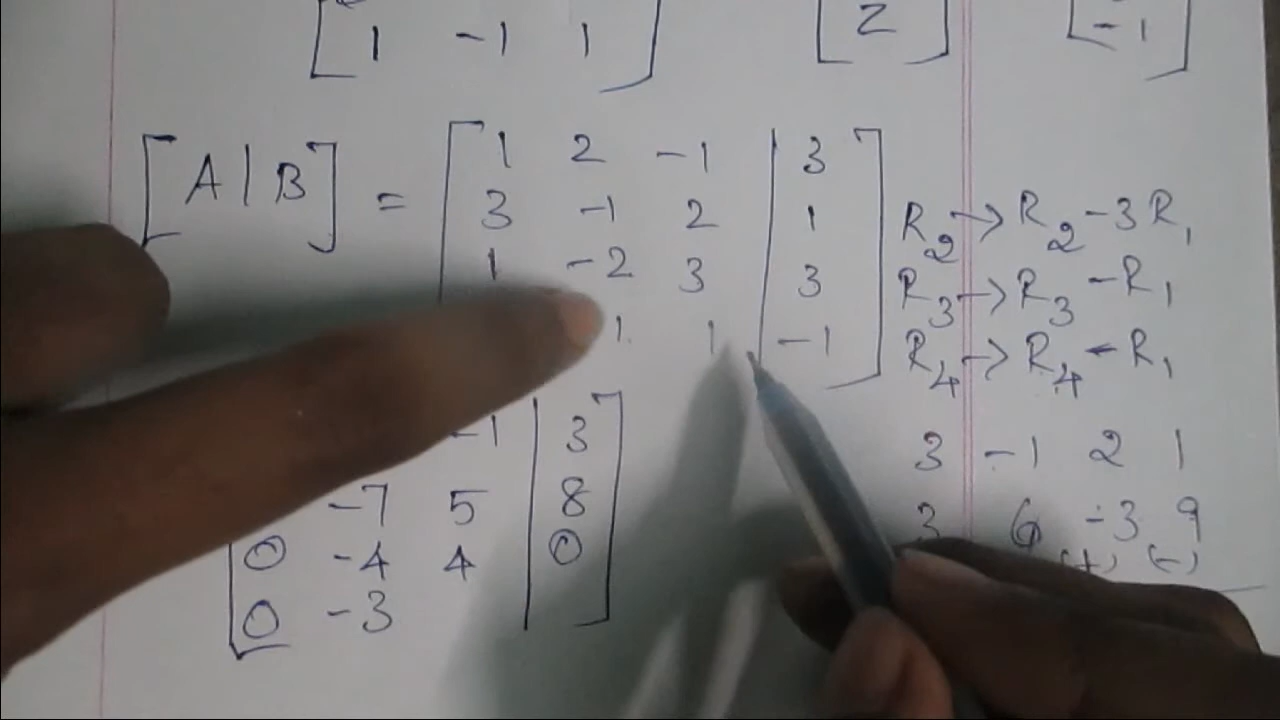 1 -1 1 z -1
[A|B] = 1 2 -1 3
3 -1 2 1 R2 → R2 - 3R1
1 -2 3 3 R3 → R3 - R1
1 1 -1 R4 → R4 - R1
-1 3 3 -1 2 1
-7 5 8 3 6 -3 9
0 -4 4 0 (+) (-)
0 -3